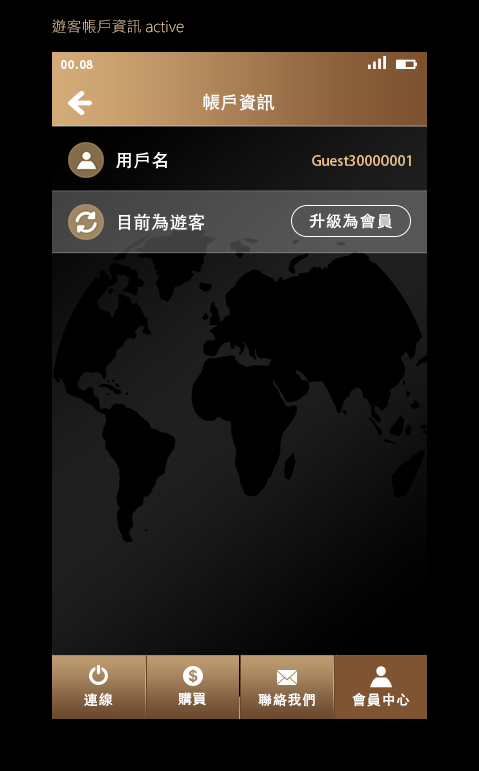 遊客帳戶資訊 active
00.08
帳戶資訊
用戶名 Guest30000001
目前為遊客 升級為會員
連線 購買 聯絡我們 會員中心